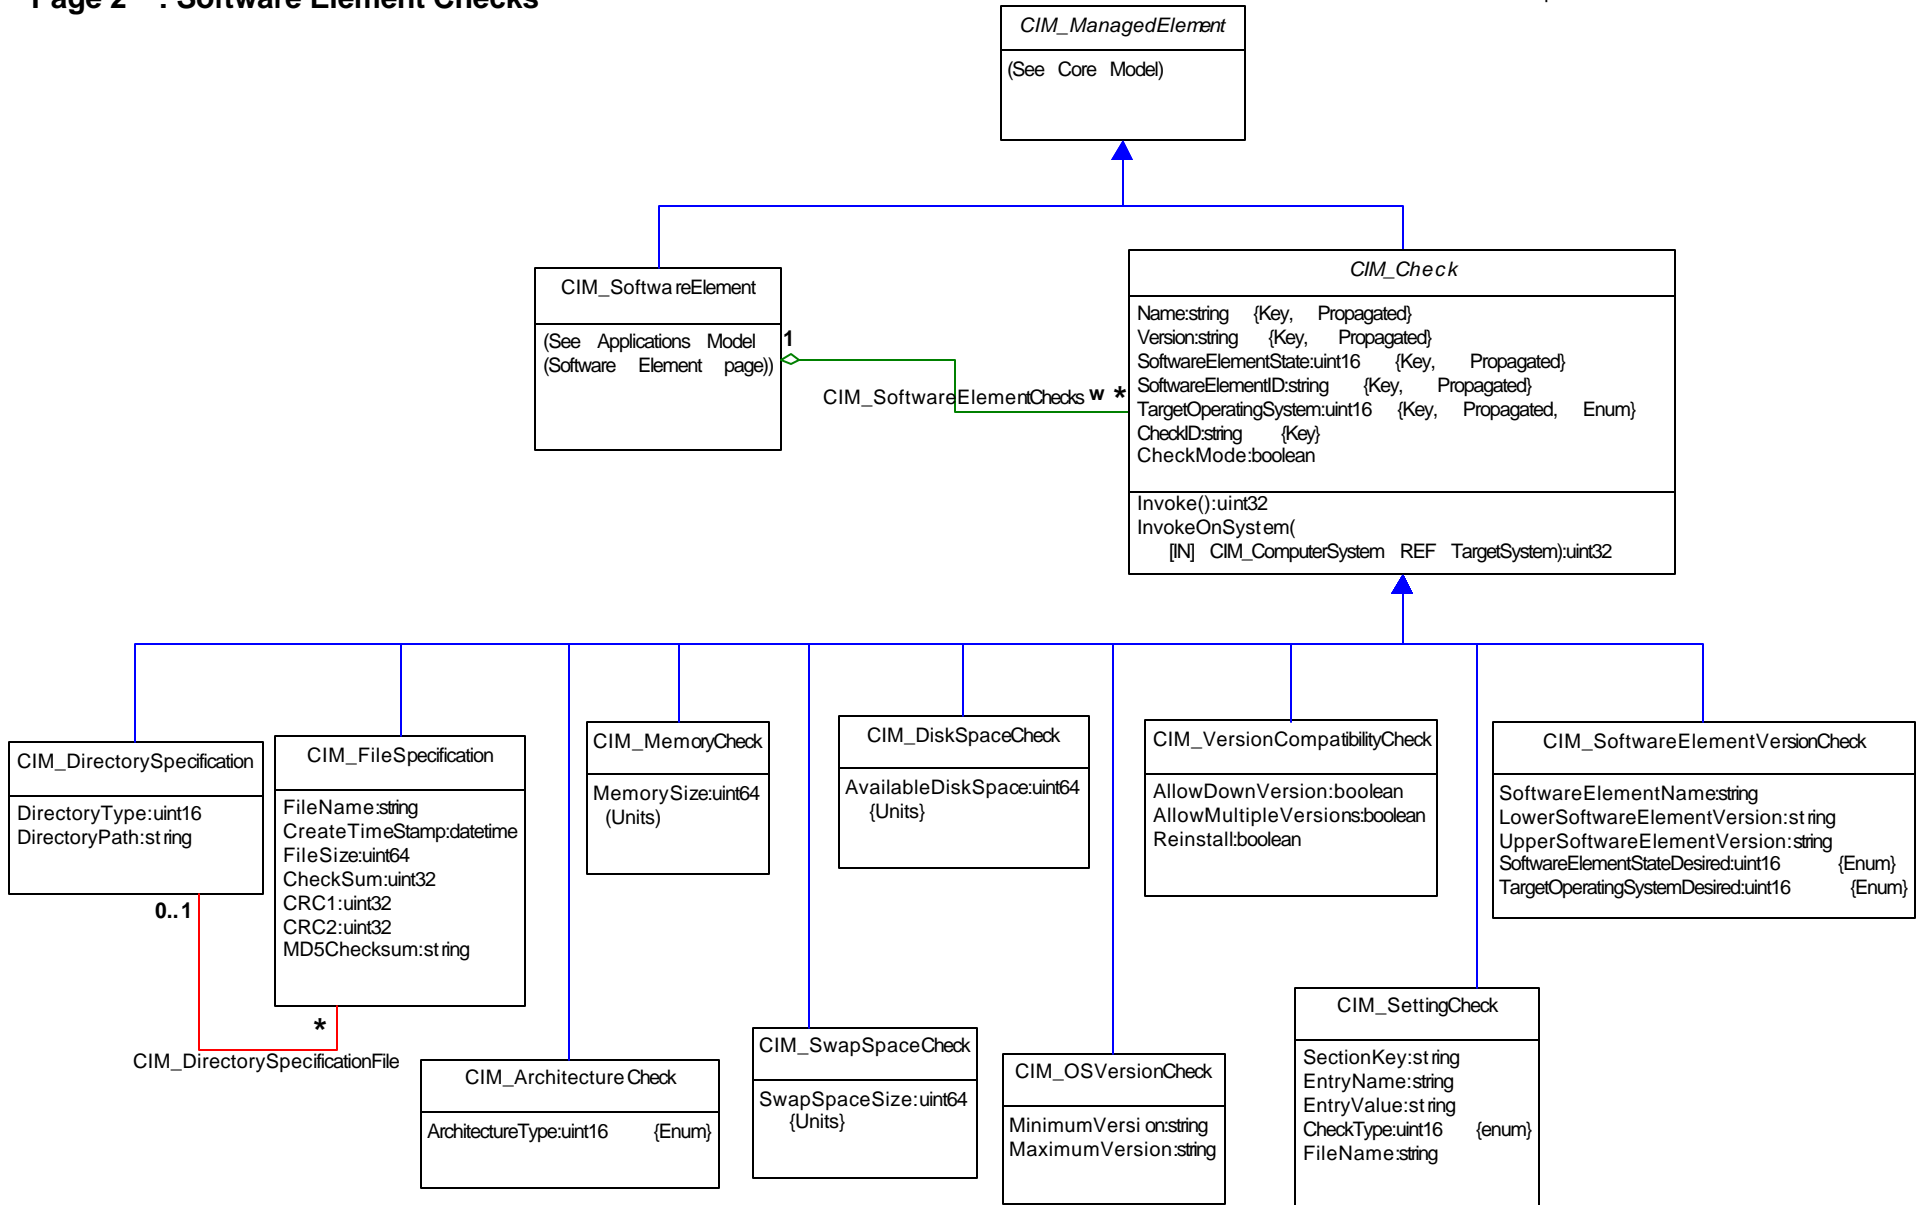 Page 2 : Software Element Checks
CIM_ManagedElement
(See Core Model)
CIM_SoftwareElement
(See Applications Model
(Software Element page))
1
CIM_SoftwareElementChecks w *
CIM_Check
Name:string {Key, Propagated}
Version:string {Key, Propagated}
SoftwareElementState:uint16 {Key, Propagated}
SoftwareElementID:string {Key, Propagated}
TargetOperatingSystem:uint16 {Key, Propagated, Enum}
CheckID:string {Key}
CheckMode:boolean
Invoke():uint32
InvokeOnSystem(
[IN] CIM_ComputerSystem REF TargetSystem):uint32
CIM_DirectorySpecification
DirectoryType:uint16
DirectoryPath:string
0..1
CIM_FileSpecification
FileName:string
CreateTimeStamp:datetime
FileSize:uint64
CheckSum:uint32
CRC1:uint32
CRC2:uint32
MD5Checksum:string
*
CIM_DirectorySpecificationFile
CIM_MemoryCheck
MemorySize:uint64
(Units)
CIM_DiskSpaceCheck
AvailableDiskSpace:uint64
{Units}
CIM_VersionCompatibilityCheck
AllowDownVersion:boolean
AllowMultipleVersions:boolean
Reinstall:boolean
CIM_SoftwareElementVersionCheck
SoftwareElementName:string
LowerSoftwareElementVersion:string
UpperSoftwareElementVersion:string
SoftwareElementStateDesired:uint16 {Enum}
TargetOperatingSystemDesired:uint16 {Enum}
CIM_ArchitectureCheck
ArchitectureType:uint16 {Enum}
CIM_SwapSpaceCheck
SwapSpaceSize:uint64
{Units}
CIM_OSVersionCheck
MinimumVersion:string
MaximumVersion:string
CIM_SettingCheck
SectionKey:string
EntryName:string
EntryValue:string
CheckType:uint16 {enum}
FileName:string